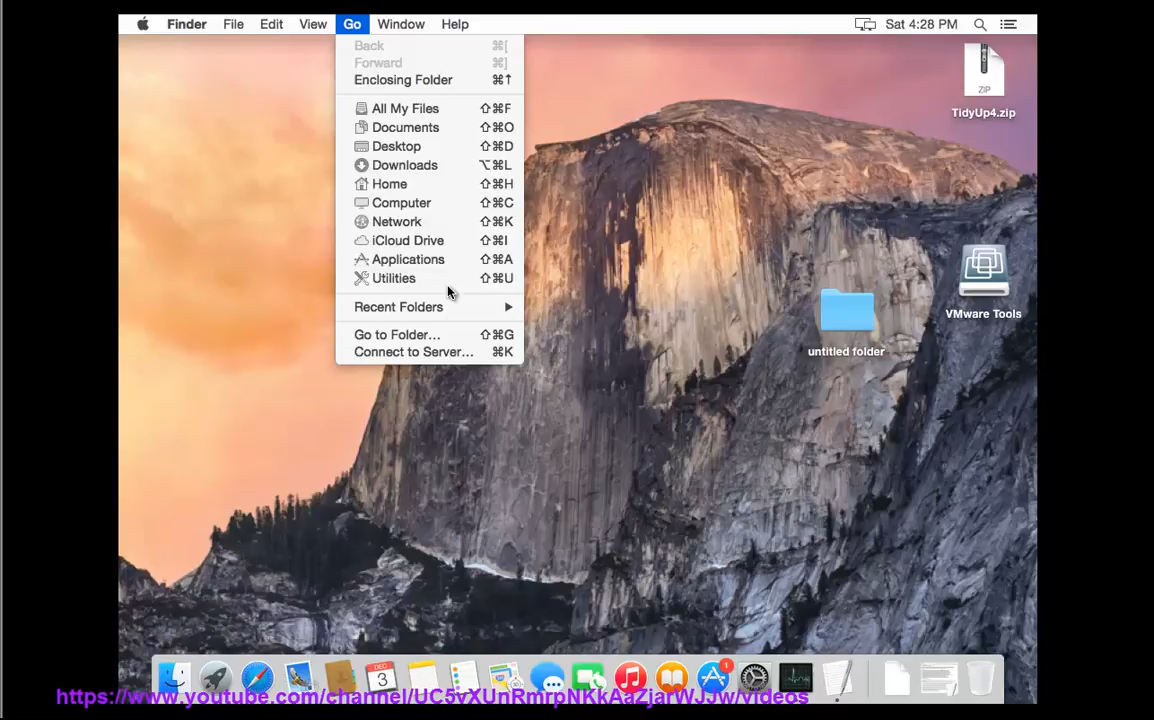 Finder File Edit View Go Window Help Sat 4:28 PM
Back ⌘[
Forward ⌘]
Enclosing Folder ⌘↑
All My Files ⇧⌘F
Documents ⇧⌘O
Desktop ⇧⌘D
Downloads ⌥⌘L
Home ⇧⌘H
Computer ⇧⌘C
Network ⇧⌘K
iCloud Drive ⇧⌘I
Applications ⇧⌘A
Utilities ⇧⌘U
Recent Folders
Go to Folder... ⇧⌘G
Connect to Server... ⌘K
ZIP
TidyUp4.zip
VMware Tools
untitled folder
DEC
3
1
https://www.youtube.com/channel/UC5vXUnRmrpNKkAaZjarWJJw/videos